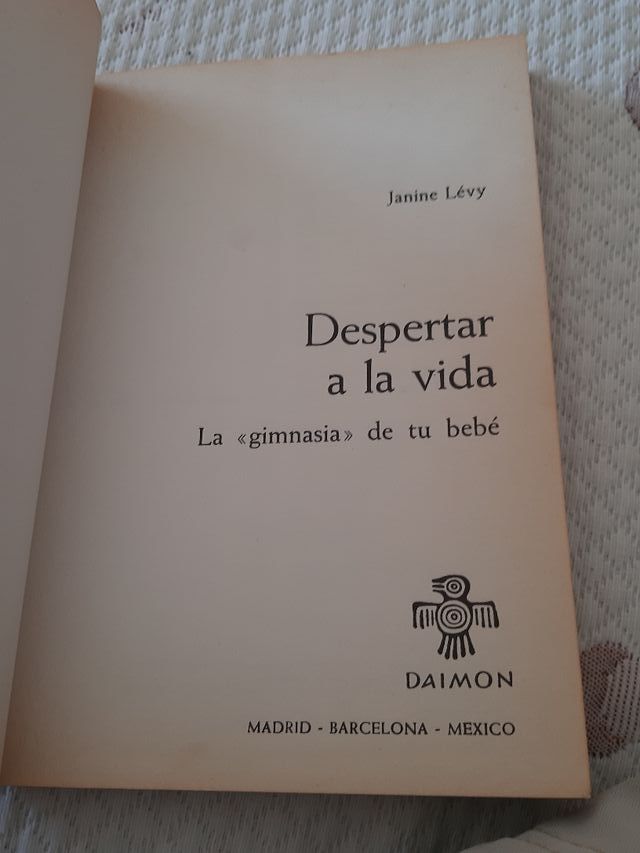 Janine Lévy
Despertar
a la vida
La «gimnasia» de tu bebé
DAIMON
MADRID - BARCELONA - MEXICO